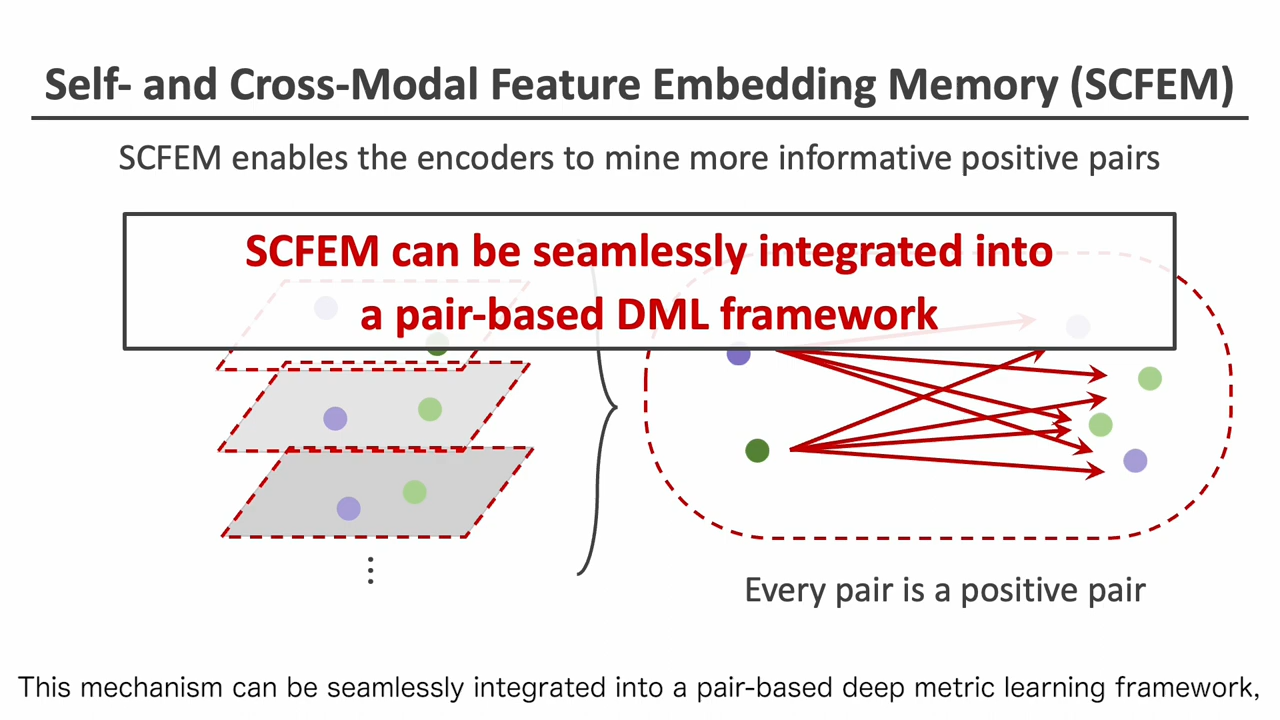 Self- and Cross-Modal Feature Embedding Memory (SCFEM)
SCFEM enables the encoders to mine more informative positive pairs
SCFEM can be seamlessly integrated into
a pair-based DML framework
Every pair is a positive pair
This mechanism can be seamlessly integrated into a pair-based deep metric learning framework,